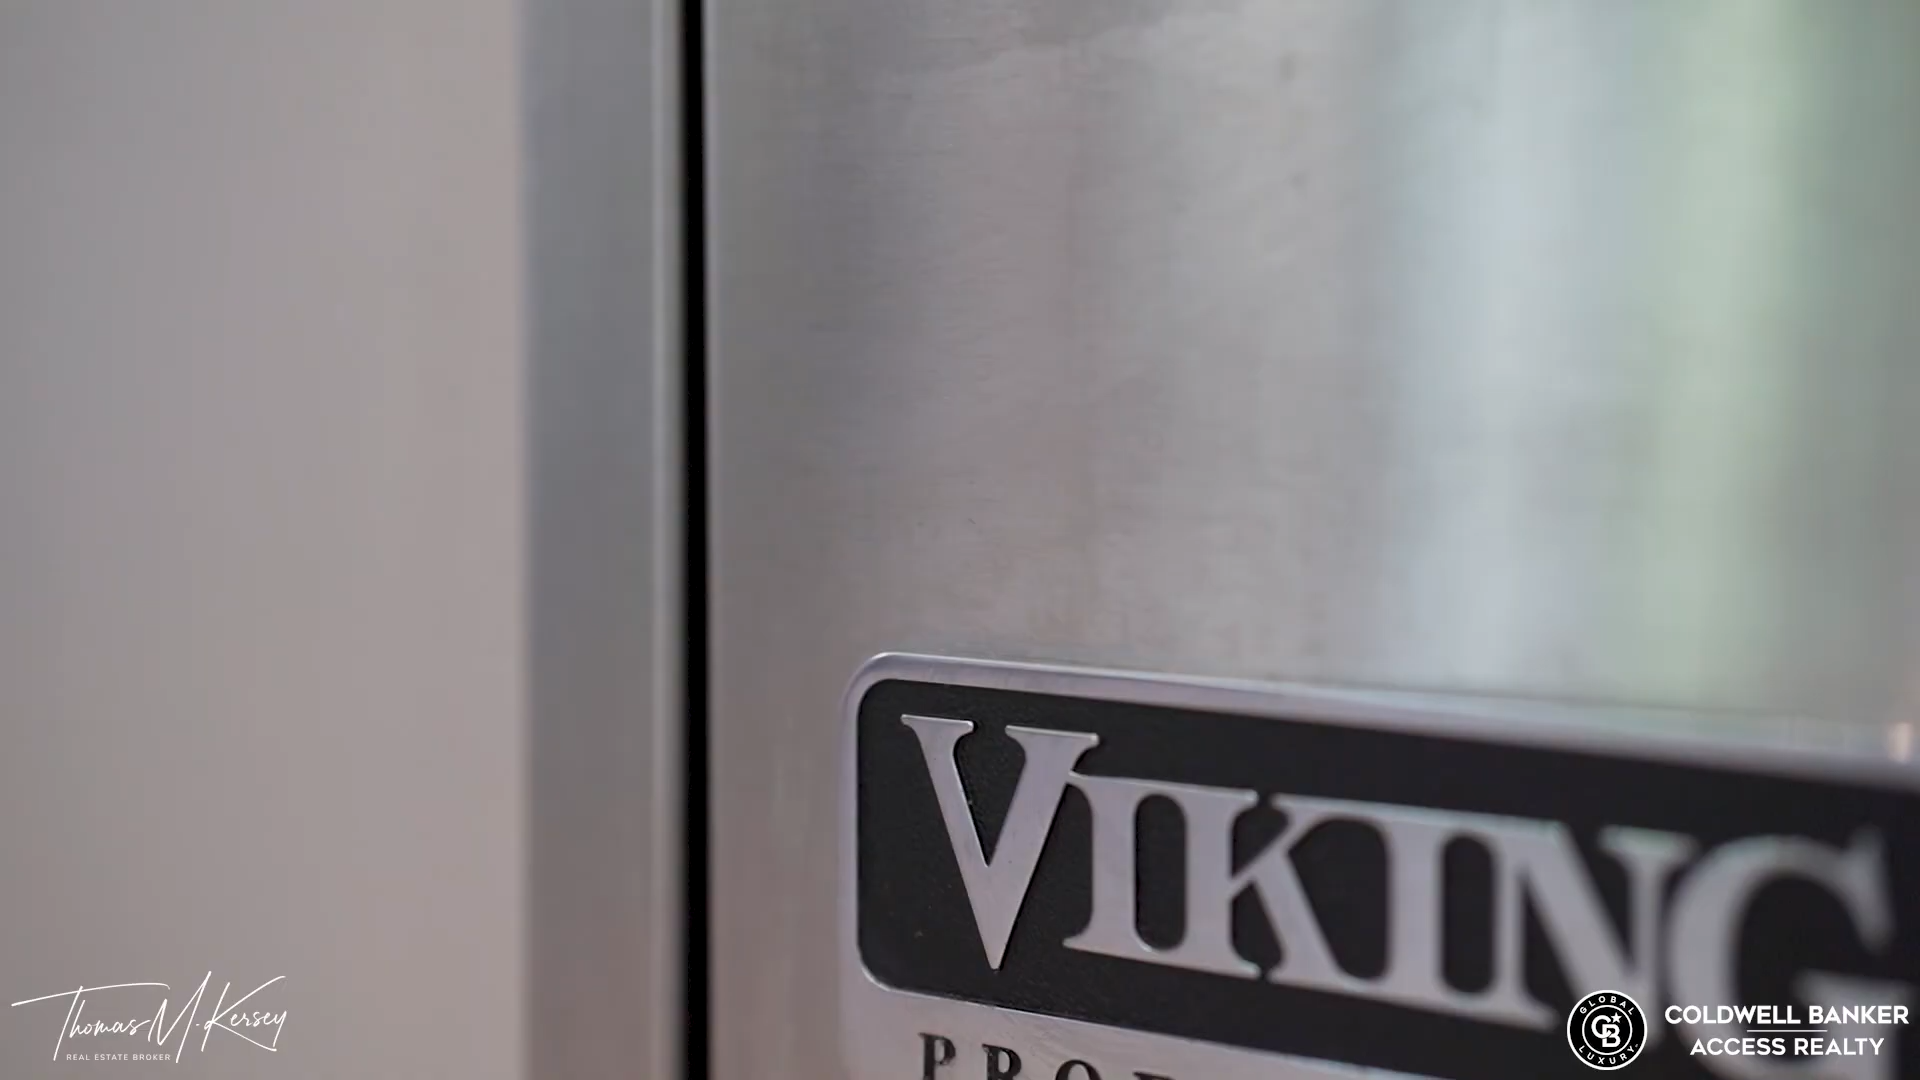 VIKING
Thomas M. Kersey
REAL ESTATE BROKER
GLOBAL
CB
LUXURY
COLDWELL BANKER
ACCESS REALTY